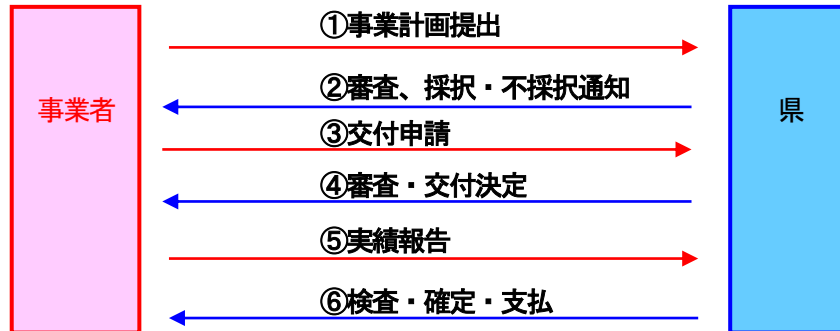 ①事業計画提出
②審査、採択・不採択通知
事業者
県
③交付申請
④審査・交付決定
⑤実績報告
⑥検査・確定・支払